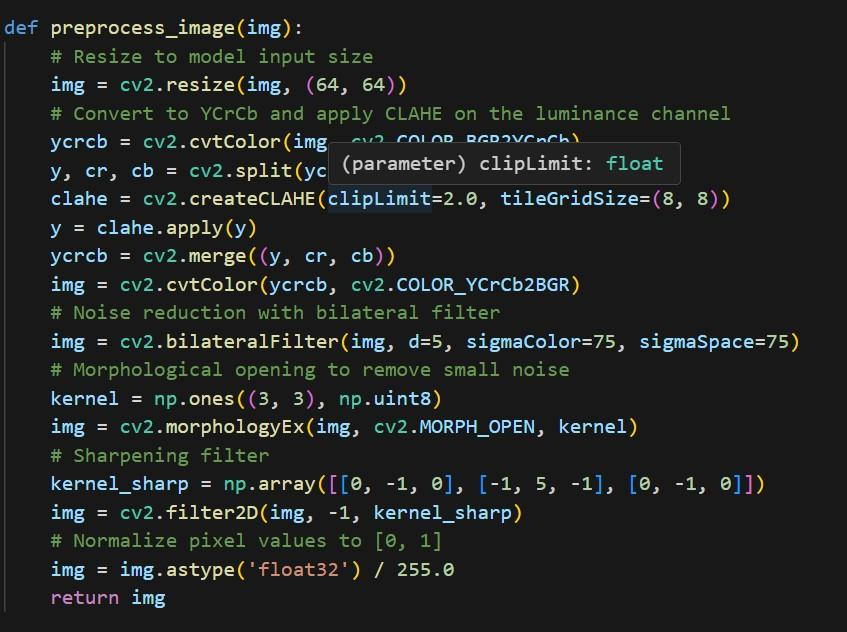 def preprocess_image(img):
    # Resize to model input size
    img = cv2.resize(img, (64, 64))
    # Convert to YCrCb and apply CLAHE on the luminance channel
    ycrcb = cv2.cvtColor(img, cv2.COLOR_BGR2YCrCb)
    y, cr, cb = cv2.split(yc
(parameter) clipLimit: float
    clahe = cv2.createCLAHE(clipLimit=2.0, tileGridSize=(8, 8))
    y = clahe.apply(y)
    ycrcb = cv2.merge((y, cr, cb))
    img = cv2.cvtColor(ycrcb, cv2.COLOR_YCrCb2BGR)
    # Noise reduction with bilateral filter
    img = cv2.bilateralFilter(img, d=5, sigmaColor=75, sigmaSpace=75)
    # Morphological opening to remove small noise
    kernel = np.ones((3, 3), np.uint8)
    img = cv2.morphologyEx(img, cv2.MORPH_OPEN, kernel)
    # Sharpening filter
    kernel_sharp = np.array([[0, -1, 0], [-1, 5, -1], [0, -1, 0]])
    img = cv2.filter2D(img, -1, kernel_sharp)
    # Normalize pixel values to [0, 1]
    img = img.astype('float32') / 255.0
    return img